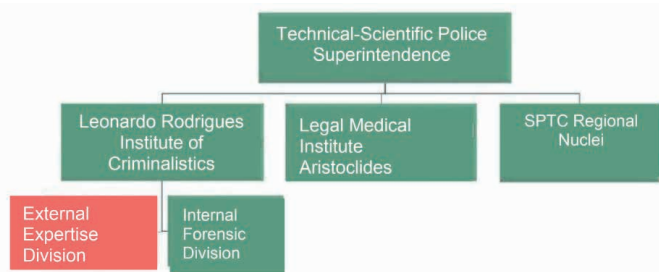 Technical-Scientific Police
Superintendence
Leonardo Rodrigues
Institute of
Criminalistics
Legal Medical
Institute
Aristoclides
SPTC Regional
Nuclei
External
Expertise
Division
Internal
Forensic
Division